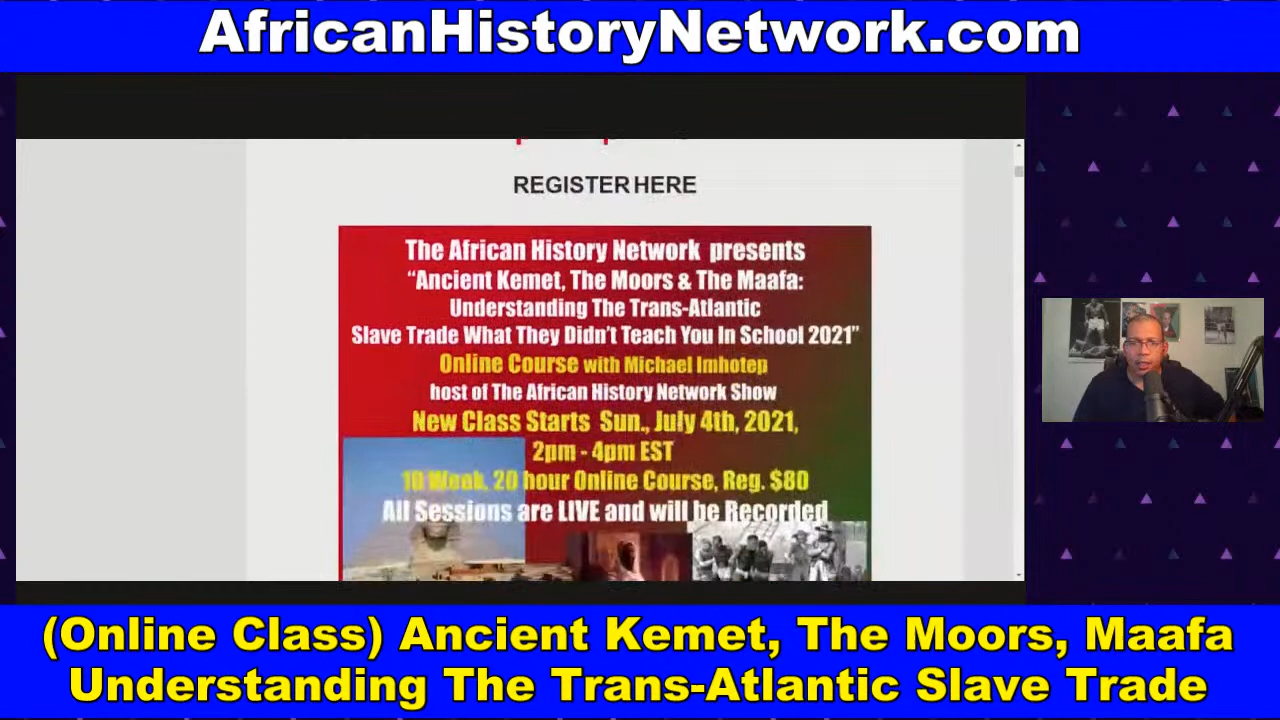 AfricanHistoryNetwork.com
REGISTER HERE
The African History Network presents
“Ancient Kemet, The Moors & The Maafa:
Understanding The Trans-Atlantic
Slave Trade What They Didn’t Teach You In School 2021”
Online Course with Michael Imhotep
host of The African History Network Show
New Class Starts Sun., July 4th, 2021,
2pm - 4pm EST
10 Week, 20 hour Online Course, Reg. $80
All Sessions are LIVE and will be Recorded
(Online Class) Ancient Kemet, The Moors, Maafa
Understanding The Trans-Atlantic Slave Trade